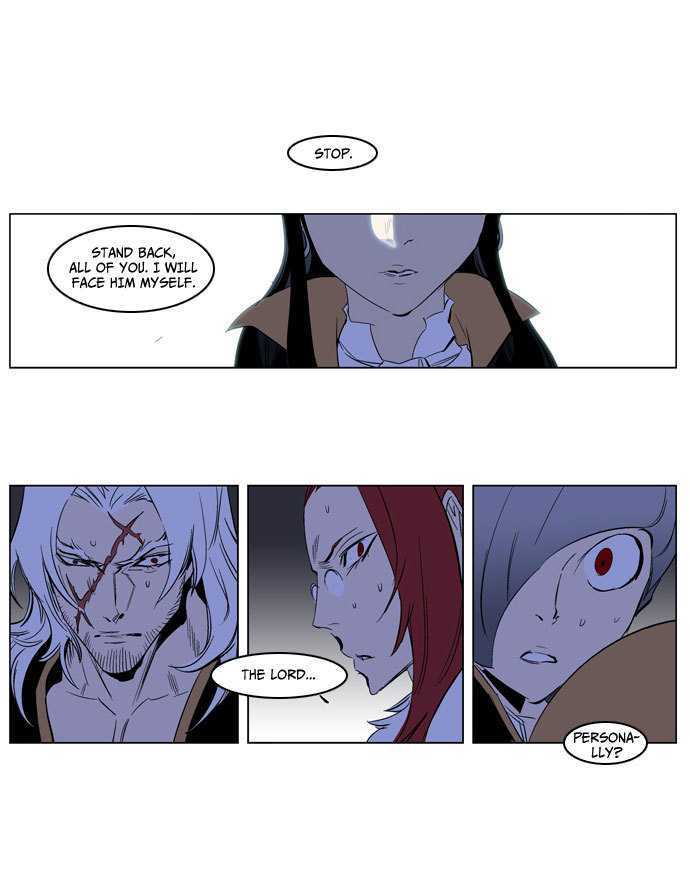 STOP.
STAND BACK,
ALL OF YOU. I WILL
FACE HIM MYSELF.
THE LORD...
PERSONA-
LLY?